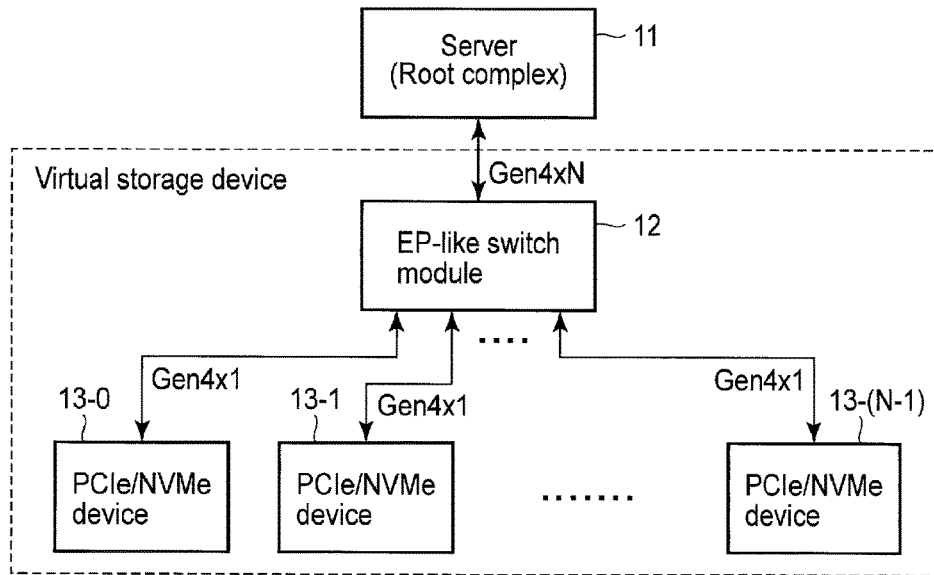 Server
(Root complex)
11
Virtual storage device
Gen4xN
EP-like switch
module
12
Gen4x1
Gen4x1
Gen4x1
13-0
13-1
13-(N-1)
PCIe/NVMe
device
PCIe/NVMe
device
PCIe/NVMe
device